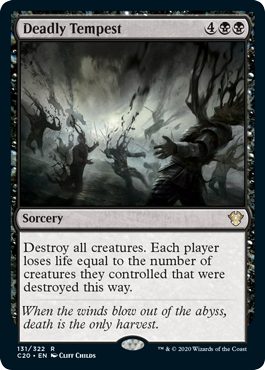 Deadly Tempest 4
Sorcery
Destroy all creatures. Each player
loses life equal to the number of
creatures they controlled that were
destroyed this way.
When the winds blow out of the abyss,
death is the only harvest.
131/322 R
C20 • EN CLIFF CHILDS
™ & © 2020 Wizards of the Coast